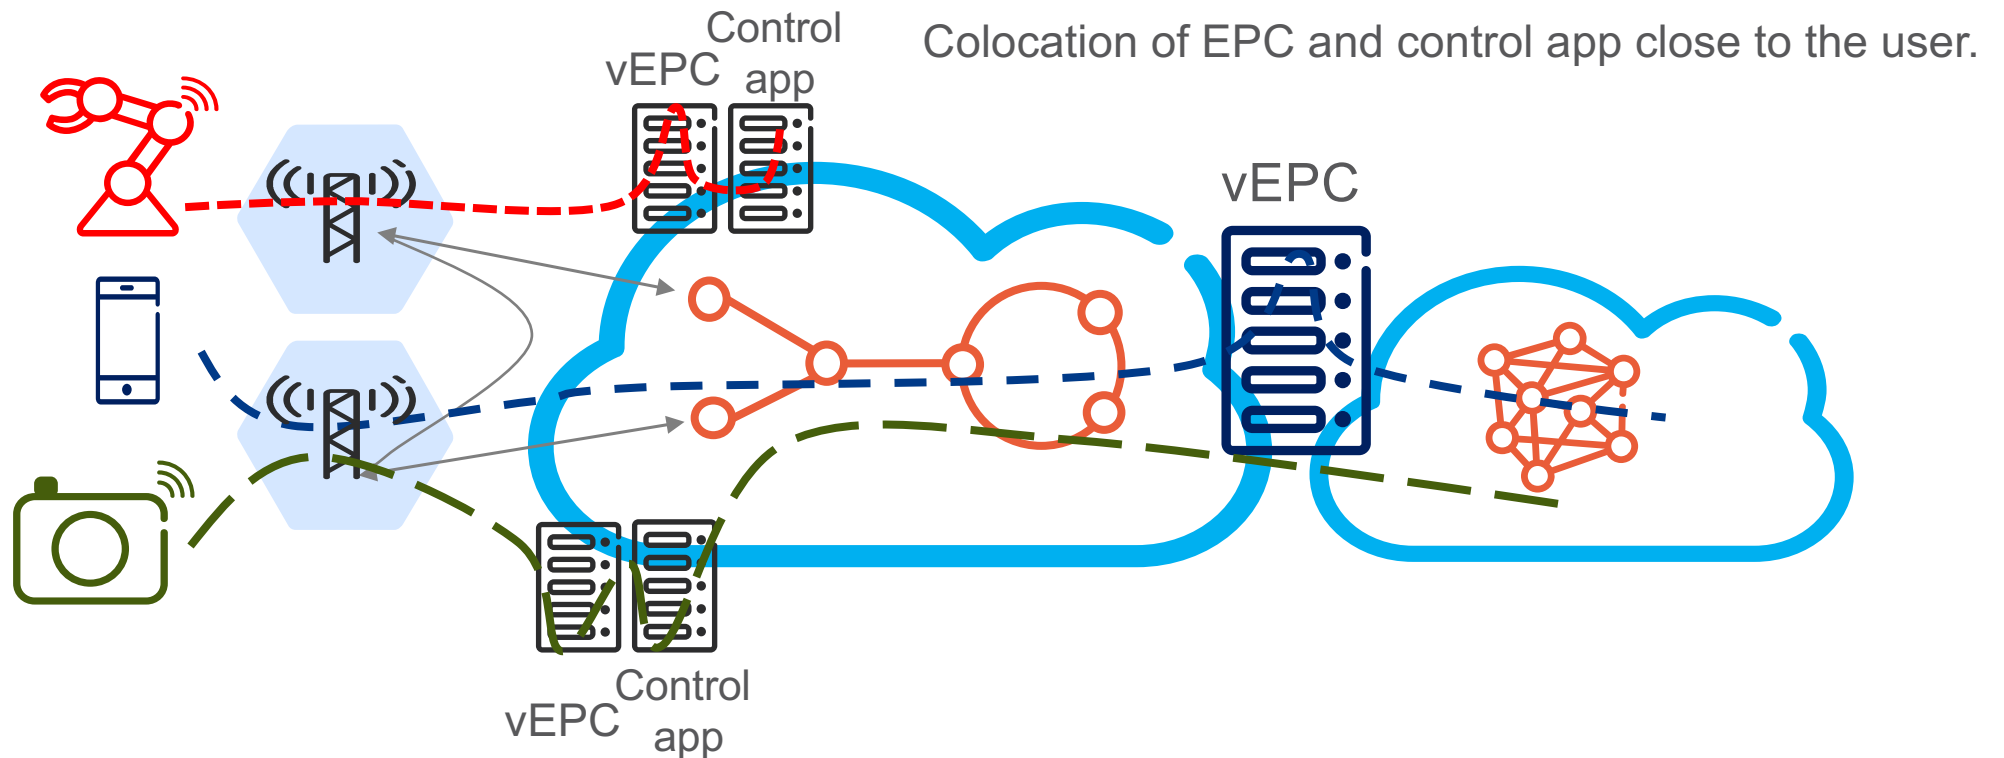 Colocation of EPC and control app close to the user.
Control
app
vEPC
vEPC
Control
app
vEPC